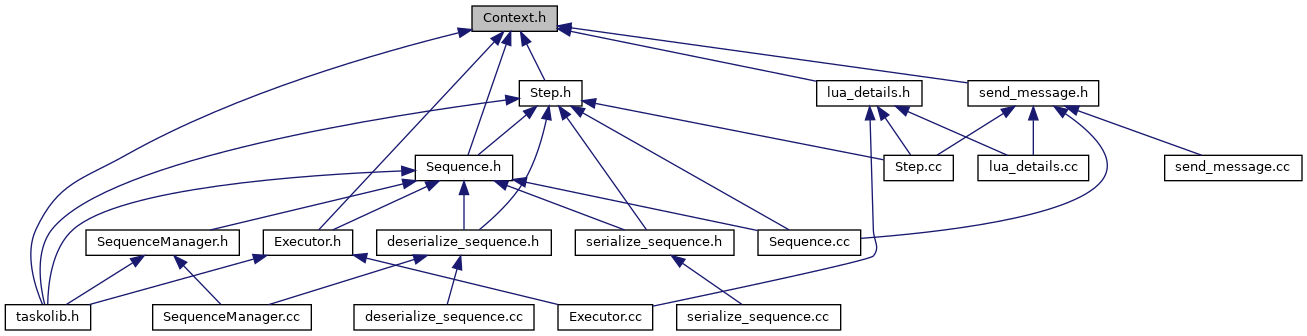 Context.h
Step.h
lua_details.h
send_message.h
Sequence.h
Step.cc
lua_details.cc
send_message.cc
SequenceManager.h
Executor.h
deserialize_sequence.h
serialize_sequence.h
Sequence.cc
taskolib.h
SequenceManager.cc
deserialize_sequence.cc
Executor.cc
serialize_sequence.cc